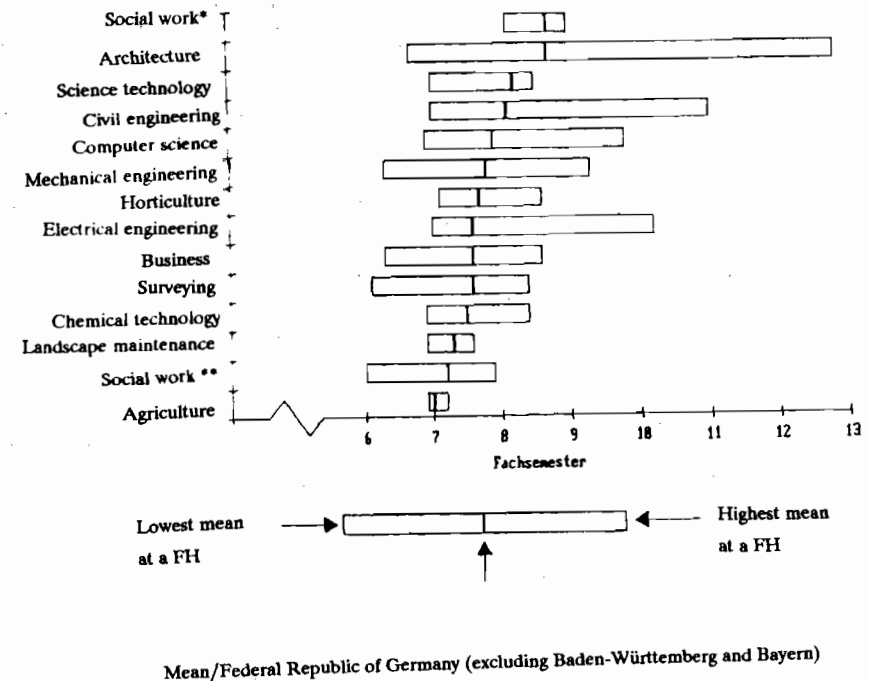 Social work*
Architecture
Science technology
Civil engineering
Computer science
Mechanical engineering
Horticulture
Electrical engineering
Business
Surveying
Chemical technology
Landscape maintenance
Social work **
Agriculture
6 7 8 9 10 11 12 13
Fachsemester
Lowest mean
at a FH
Highest mean
at a FH
Mean/Federal Republic of Germany (excluding Baden-Württemberg and Bayern)